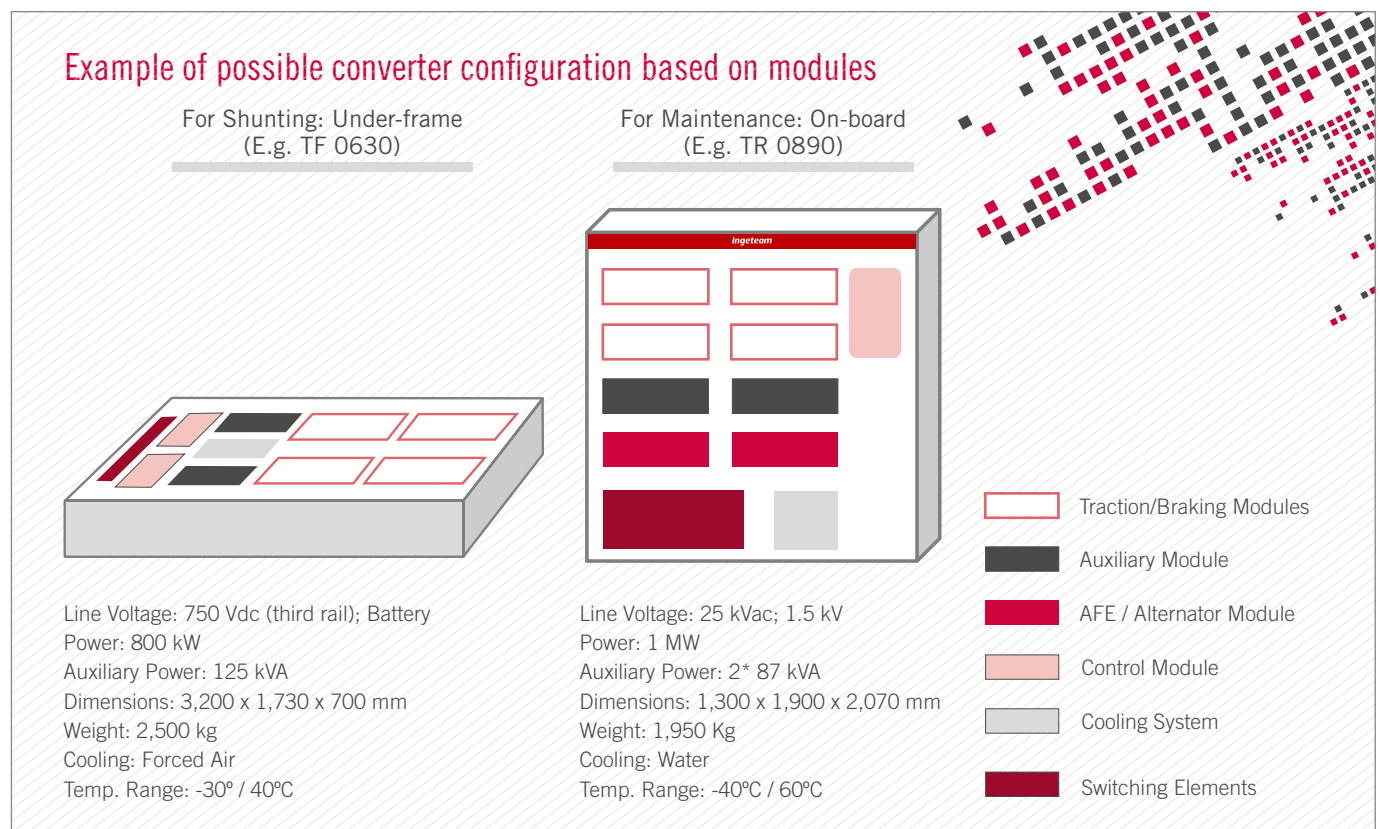 Example of possible converter configuration based on modules
For Shunting: Under-frame
(E.g. TF 0630)
For Maintenance: On-board
(E.g. TR 0890)
Ingeteam
Line Voltage: 750 Vdc (third rail); Battery
Power: 800 kW
Auxiliary Power: 125 kVA
Dimensions: 3,200 x 1,730 x 700 mm
Weight: 2,500 kg
Cooling: Forced Air
Temp. Range: -30º / 40ºC
Line Voltage: 25 kVac; 1.5 kV
Power: 1 MW
Auxiliary Power: 2* 87 kVA
Dimensions: 1,300 x 1,900 x 2,070 mm
Weight: 1,950 Kg
Cooling: Water
Temp. Range: -40ºC / 60ºC
Traction/Braking Modules
Auxiliary Module
AFE / Alternator Module
Control Module
Cooling System
Switching Elements